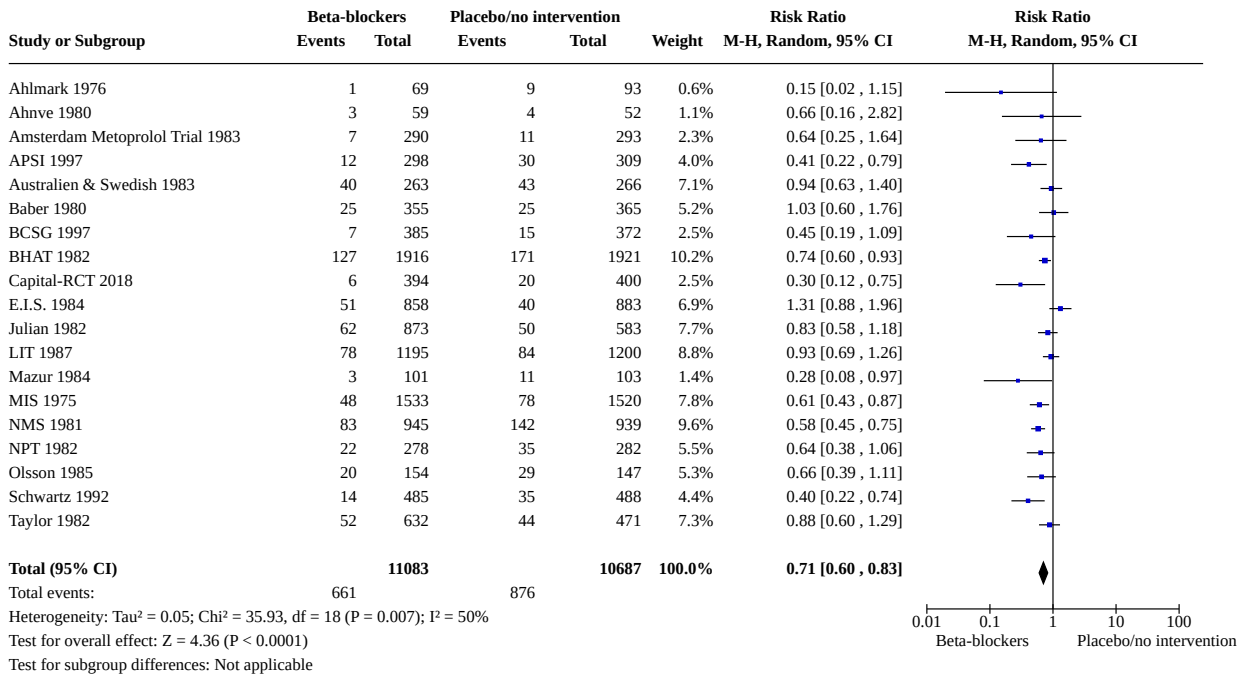 Beta-blockers Placebo/no intervention Risk Ratio Risk Ratio
Study or Subgroup Events Total Events Total Weight M-H, Random, 95% CI M-H, Random, 95% CI
Ahlmark 1976 1 69 9 93 0.6% 0.15 [0.02 , 1.15]
Ahnve 1980 3 59 4 52 1.1% 0.66 [0.16 , 2.82]
Amsterdam Metoprolol Trial 1983 7 290 11 293 2.3% 0.64 [0.25 , 1.64]
APSI 1997 12 298 30 309 4.0% 0.41 [0.22 , 0.79]
Australien & Swedish 1983 40 263 43 266 7.1% 0.94 [0.63 , 1.40]
Baber 1980 25 355 25 365 5.2% 1.03 [0.60 , 1.76]
BCSG 1997 7 385 15 372 2.5% 0.45 [0.19 , 1.09]
BHAT 1982 127 1916 171 1921 10.2% 0.74 [0.60 , 0.93]
Capital-RCT 2018 6 394 20 400 2.5% 0.30 [0.12 , 0.75]
E.I.S. 1984 51 858 40 883 6.9% 1.31 [0.88 , 1.96]
Julian 1982 62 873 50 583 7.7% 0.83 [0.58 , 1.18]
LIT 1987 78 1195 84 1200 8.8% 0.93 [0.69 , 1.26]
Mazur 1984 3 101 11 103 1.4% 0.28 [0.08 , 0.97]
MIS 1975 48 1533 78 1520 7.8% 0.61 [0.43 , 0.87]
NMS 1981 83 945 142 939 9.6% 0.58 [0.45 , 0.75]
NPT 1982 22 278 35 282 5.5% 0.64 [0.38 , 1.06]
Olsson 1985 20 154 29 147 5.3% 0.66 [0.39 , 1.11]
Schwartz 1992 14 485 35 488 4.4% 0.40 [0.22 , 0.74]
Taylor 1982 52 632 44 471 7.3% 0.88 [0.60 , 1.29]
Total (95% CI) 11083 10687 100.0% 0.71 [0.60 , 0.83]
Total events: 661 876
Heterogeneity: Tau² = 0.05; Chi² = 35.93, df = 18 (P = 0.007); I² = 50%
0.01 0.1 1 10 100
Test for overall effect: Z = 4.36 (P < 0.0001)
Beta-blockers Placebo/no intervention
Test for subgroup differences: Not applicable